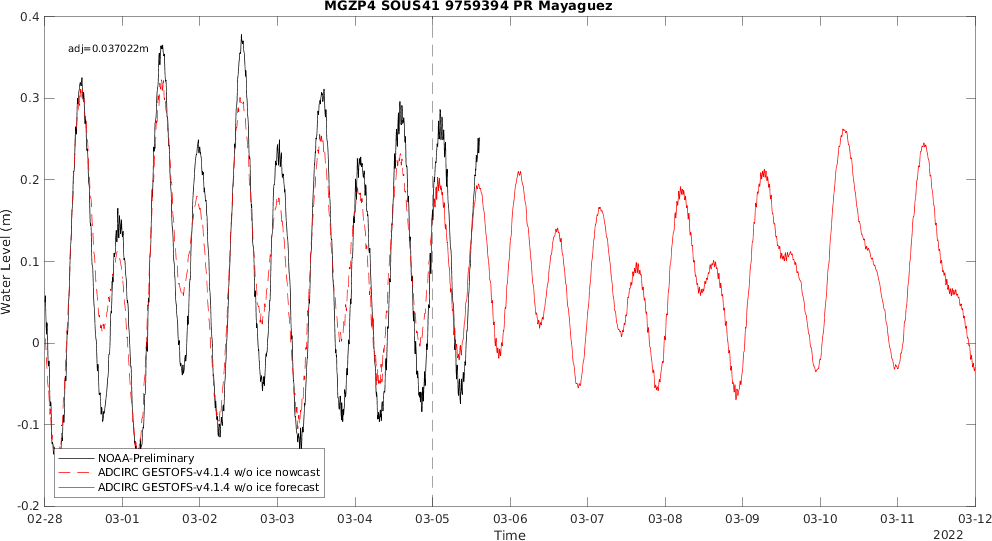 MGZP4 SOUS41 9759394 PR Mayaguez
adj=0.037022m
Water Level (m)
0.4
0.3
0.2
0.1
0
-0.1
-0.2
NOAA-Preliminary
ADCIRC GESTOFS-v4.1.4 w/o ice nowcast
ADCIRC GESTOFS-v4.1.4 w/o ice forecast
02-28 03-01 03-02 03-03 03-04 03-05 03-06 03-07 03-08 03-09 03-10 03-11 03-12
Time
2022